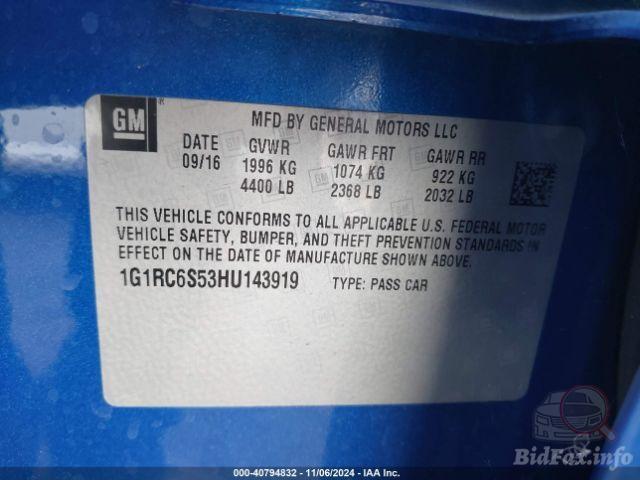 GM
MFD BY GENERAL MOTORS LLC
DATE GVWR GAWR FRT GAWR RR
09/16 1996 KG 1074 KG 922 KG
4400 LB 2368 LB 2032 LB
THIS VEHICLE CONFORMS TO ALL APPLICABLE U.S. FEDERAL MOTOR
VEHICLE SAFETY, BUMPER, AND THEFT PREVENTION STANDARDS IN
EFFECT ON THE DATE OF MANUFACTURE SHOWN ABOVE.
1G1RC6S53HU143919 TYPE: PASS CAR
BidFax.info
000-40794832 - 11/06/2024 - IAA Inc.